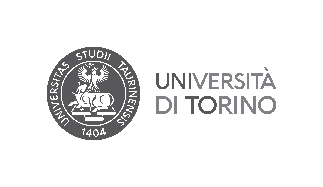 UNIVERSITAS STUDII TAURINENSIS
1404
UNIVERSITÀ
DI TORINO